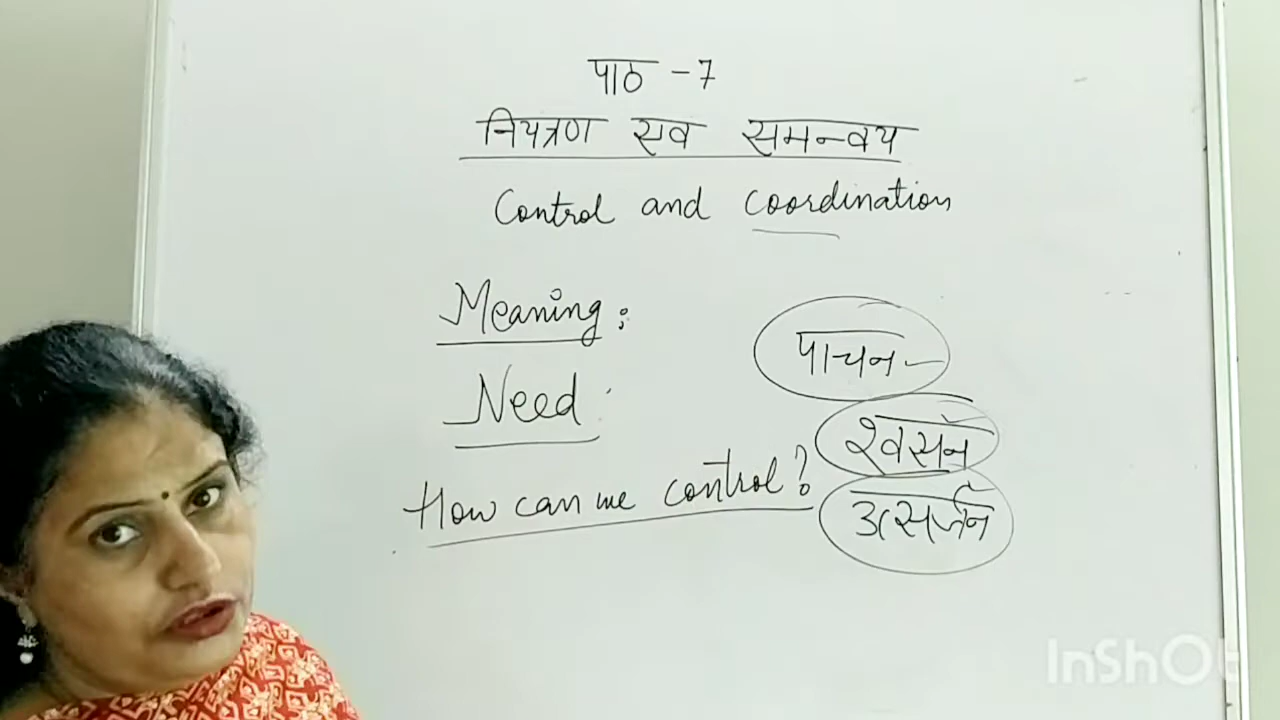 पाठ - 7
नियत्रण एव समन्वय
Control and coordination
Meaning :
Need :
How can we control?
पाचन -
श्वसन
उत्सर्जन
InShOt